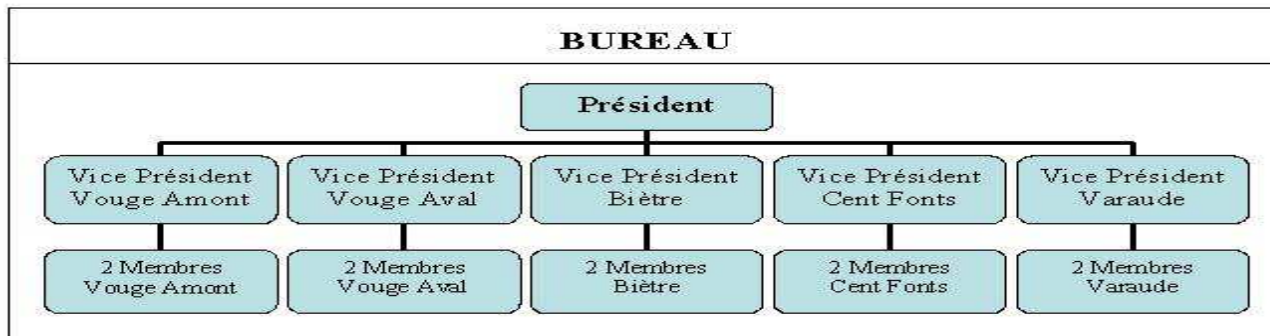 BUREAU
Président
Vice Président
Vouge Amont
Vice Président
Vouge Aval
Vice Président
Biètre
Vice Président
Cent Fonts
Vice Président
Varaude
2 Membres
Vouge Amont
2 Membres
Vouge Aval
2 Membres
Biètre
2 Membres
Cent Fonts
2 Membres
Varaude